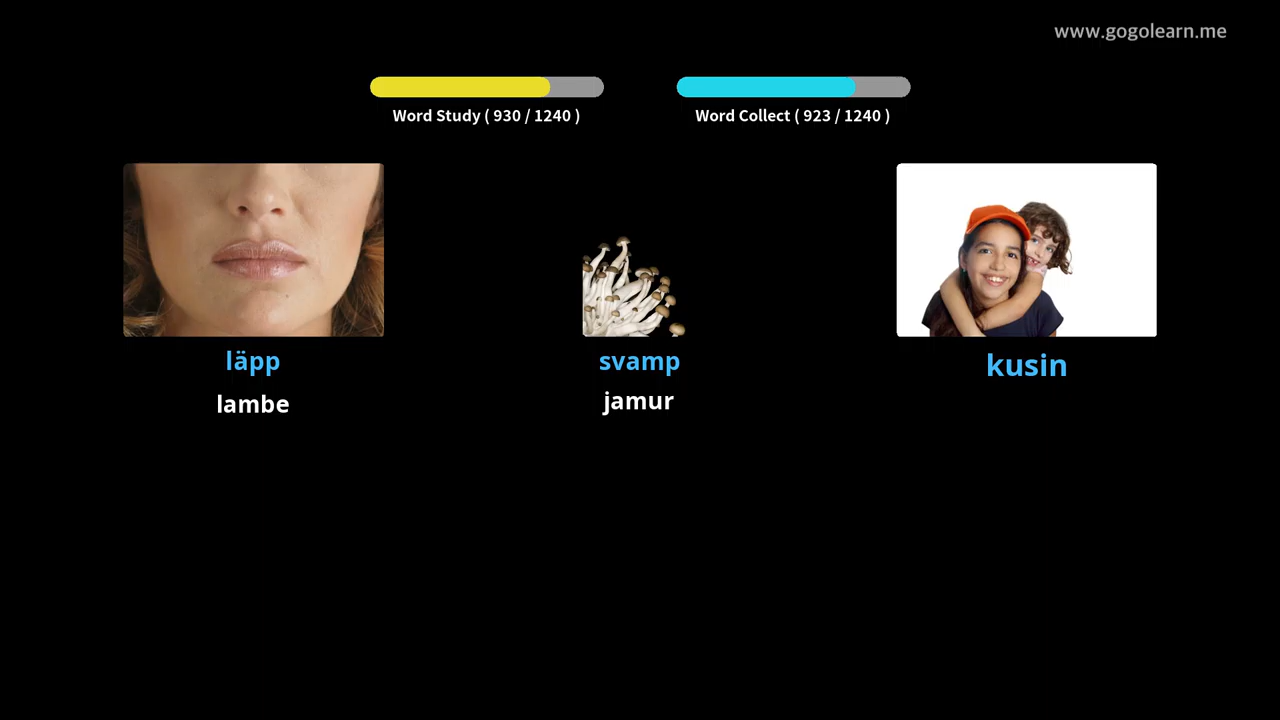 www.gogolearn.me
Word Study ( 930 / 1240 )
Word Collect ( 923 / 1240 )
läpp
svamp
kusin
lambe
jamur